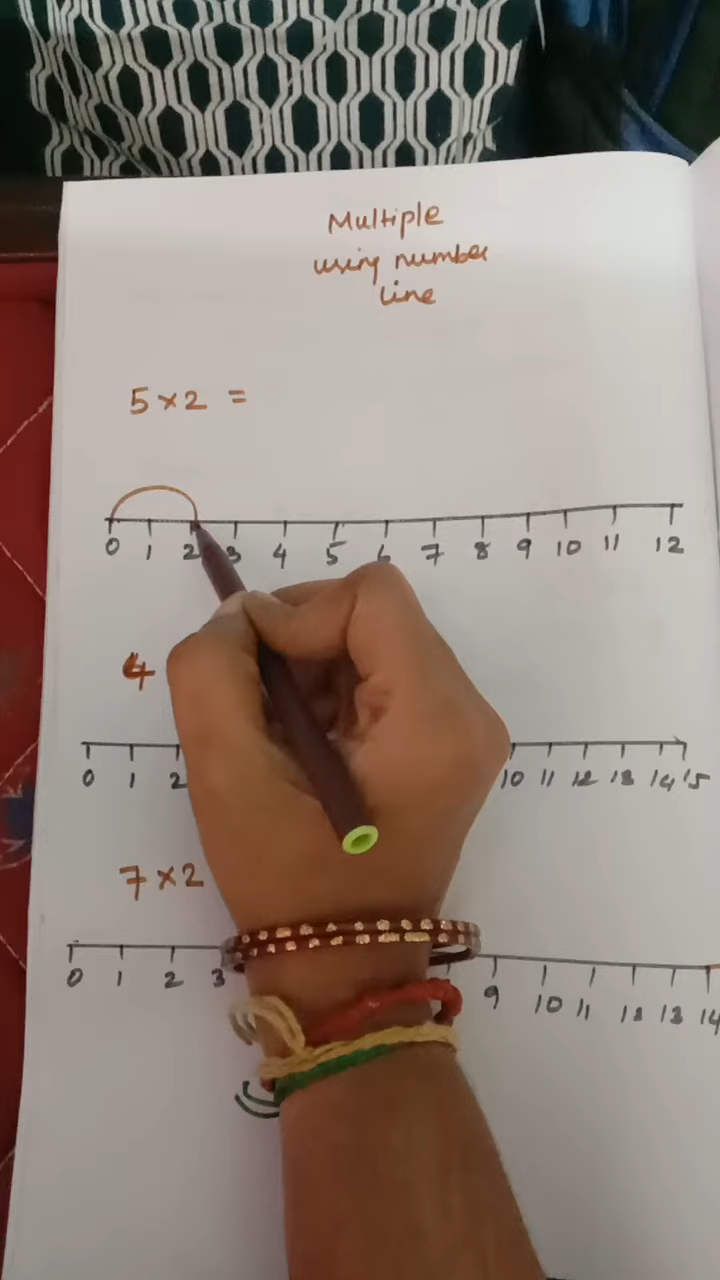 Multiple
using number
line
5 × 2 =
0 1 2 3 4 5 6 7 8 9 10 11 12
4
0 1 2 10 11 12 13 14 15
7 × 2
0 1 2 3 9 10 11 12 13 14